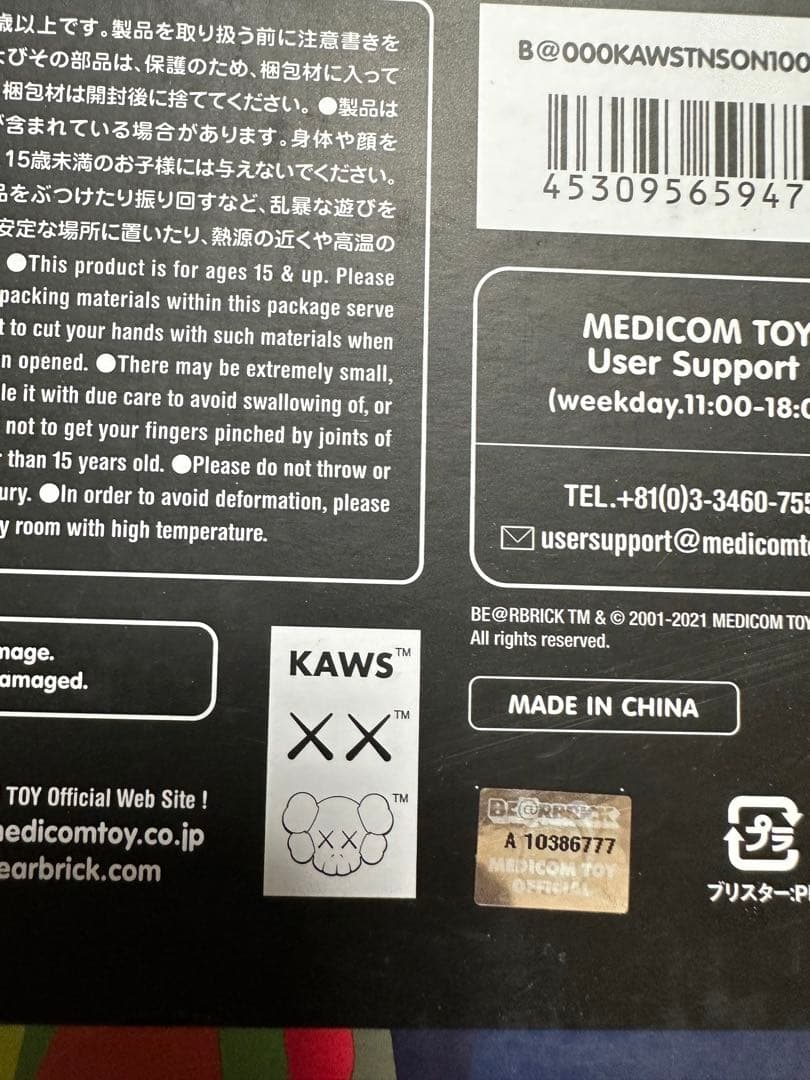 歳以上です。製品を取り扱う前に注意書きを
よびその部品は、保護のため、梱包材に入って
梱包材は開封後に捨ててください。●製品は
が含まれている場合があります。身体や顔を
15歳未満のお子様には与えないでください。
品をぶつけたり振り回すなど、乱暴な遊びを
安定な場所に置いたり、熱源の近くや高温の
●This product is for ages 15 & up. Please
packing materials within this package serve
t to cut your hands with such materials when
n opened. ●There may be extremely small,
le it with due care to avoid swallowing of, or
not to get your fingers pinched by joints of
r than 15 years old. ●Please do not throw or
ury. ●In order to avoid deformation, please
y room with high temperature.
mage.
amaged.
TOY Official Web Site !
medicomtoy.co.jp
earbrick.com
KAWS™
XX™
™
B@000KAWSTNSON100
45309565947
MEDICOM TOY
User Support
(weekday.11:00-18:0
TEL.+81(0)3-3460-755
usersupport@medicomto
BE@RBRICK TM & © 2001-2021 MEDICOM TOY
All rights reserved.
MADE IN CHINA
BE@RBRICK
A 10386777
MEDICOM TOY
OFFICIAL
プラ
ブリスター:P